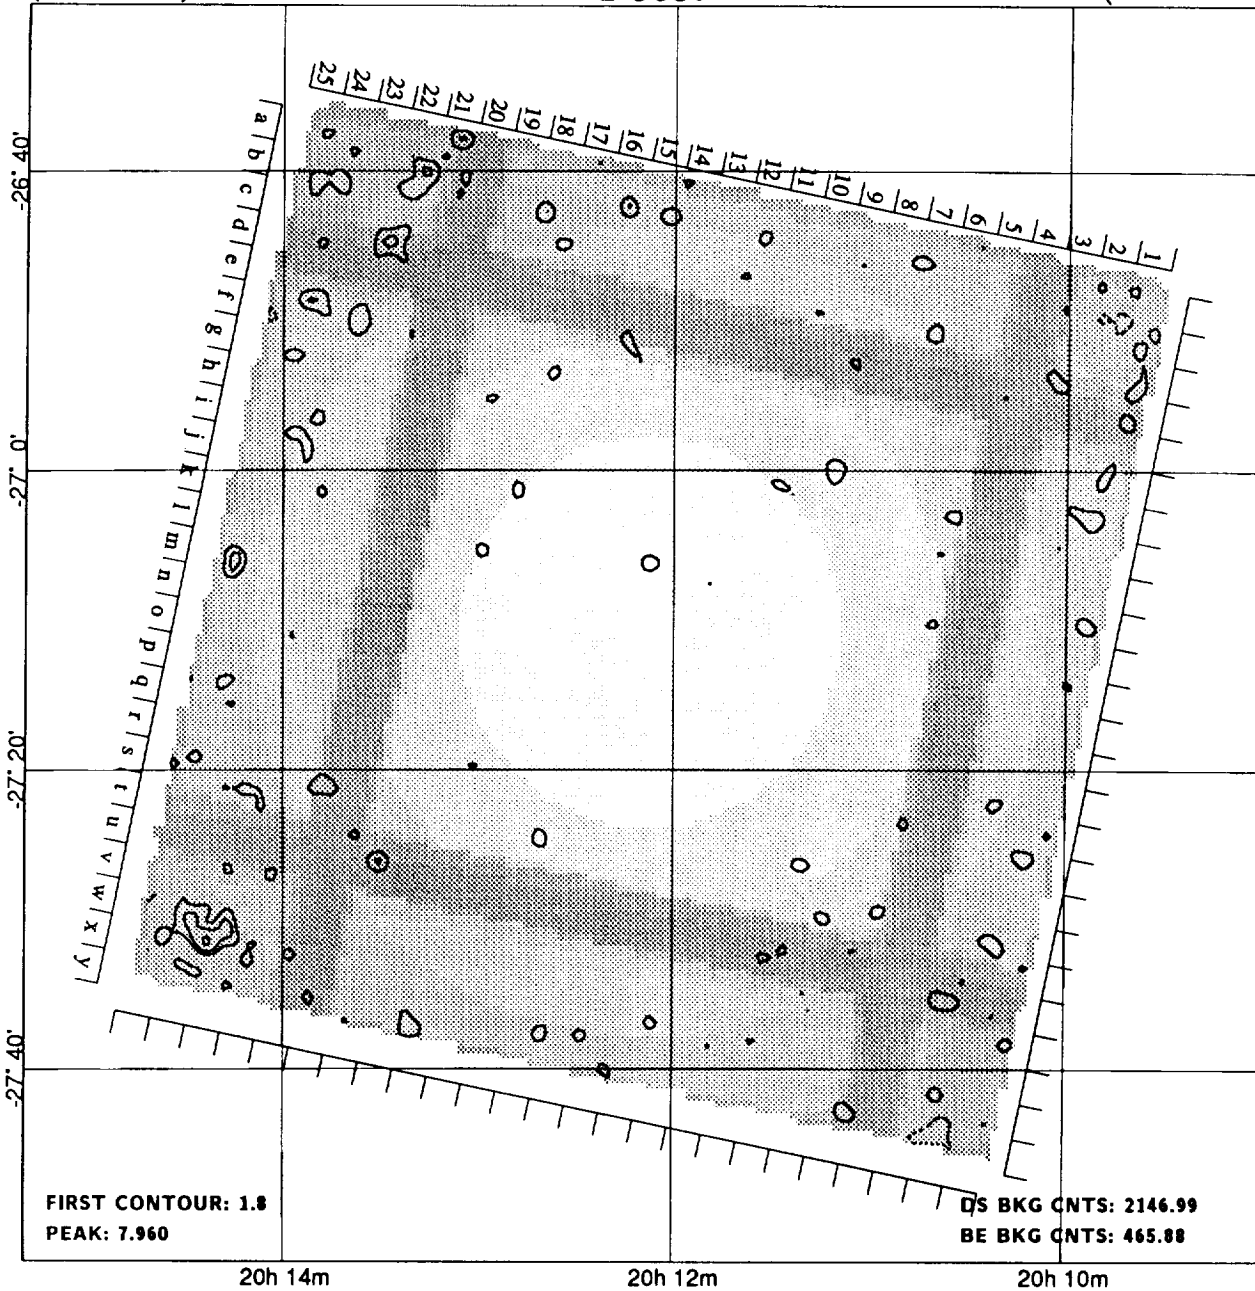 25 24 23 22 21 20 19 18 17 16 15 14 13 12 11 10 9 8 7 6 5 4 3 2 1
a b c d e f g h i j k l m n o p q r s t u v w x y
-26° 40'
-27° 0'
-27° 20'
-27° 40'
FIRST CONTOUR: 1.8
PEAK: 7.960
DS BKG CNTS: 2146.99
BE BKG CNTS: 465.88
20h 14m
20h 12m
20h 10m